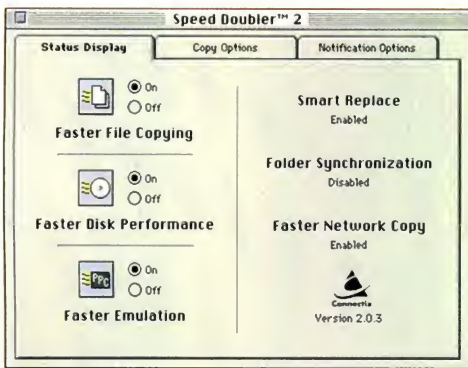 Speed Doubler™ 2
Status Display
Copy Options
Notification Options
On
Off
Faster File Copying
On
Off
Faster Disk Performance
PPC
On
Off
Faster Emulation
Smart Replace
Enabled
Folder Synchronization
Disabled
Faster Network Copy
Enabled
Connectix
Version 2.0.3